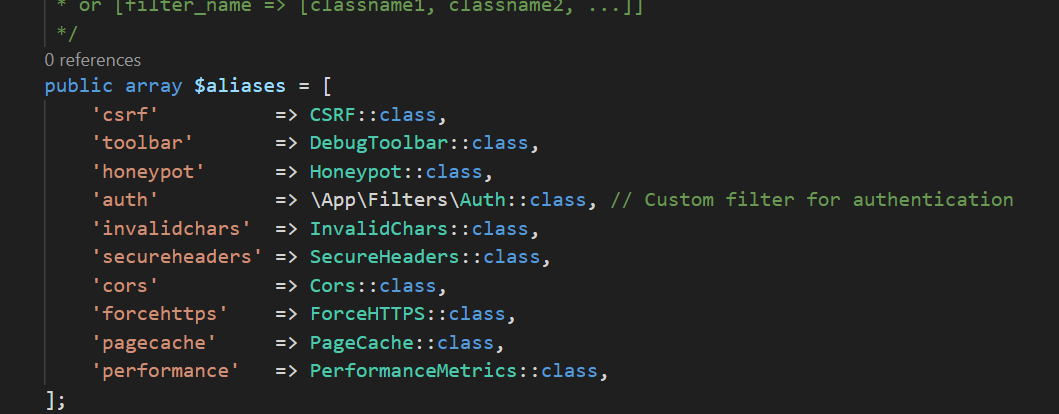 * or [filter_name => [classname1, classname2, ...]]
*/
0 references
public array $aliases = [
'csrf' => CSRF::class,
'toolbar' => DebugToolbar::class,
'honeypot' => Honeypot::class,
'auth' => \App\Filters\Auth::class, // Custom filter for authentication
'invalidchars' => InvalidChars::class,
'secureheaders' => SecureHeaders::class,
'cors' => Cors::class,
'forcehttps' => ForceHTTPS::class,
'pagecache' => PageCache::class,
'performance' => PerformanceMetrics::class,
];